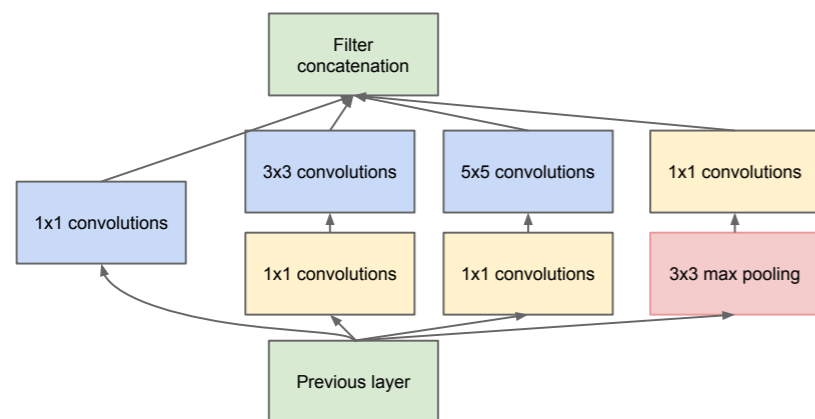 Filter
concatenation
3x3 convolutions
5x5 convolutions
1x1 convolutions
1x1 convolutions
1x1 convolutions
1x1 convolutions
3x3 max pooling
Previous layer